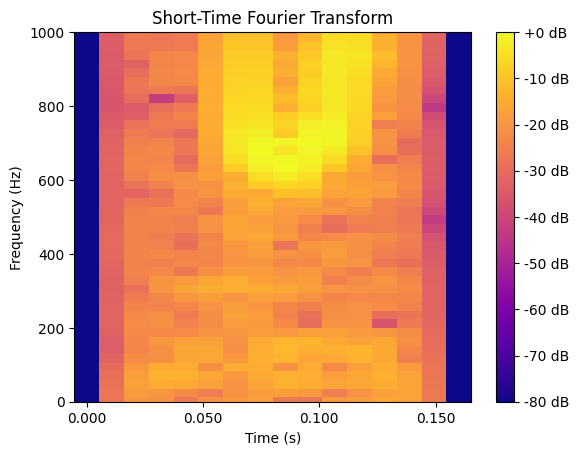 Short-Time Fourier Transform
1000
800
600
400
200
0
Frequency (Hz)
0.000
0.050
0.100
0.150
Time (s)
+0 dB
-10 dB
-20 dB
-30 dB
-40 dB
-50 dB
-60 dB
-70 dB
-80 dB